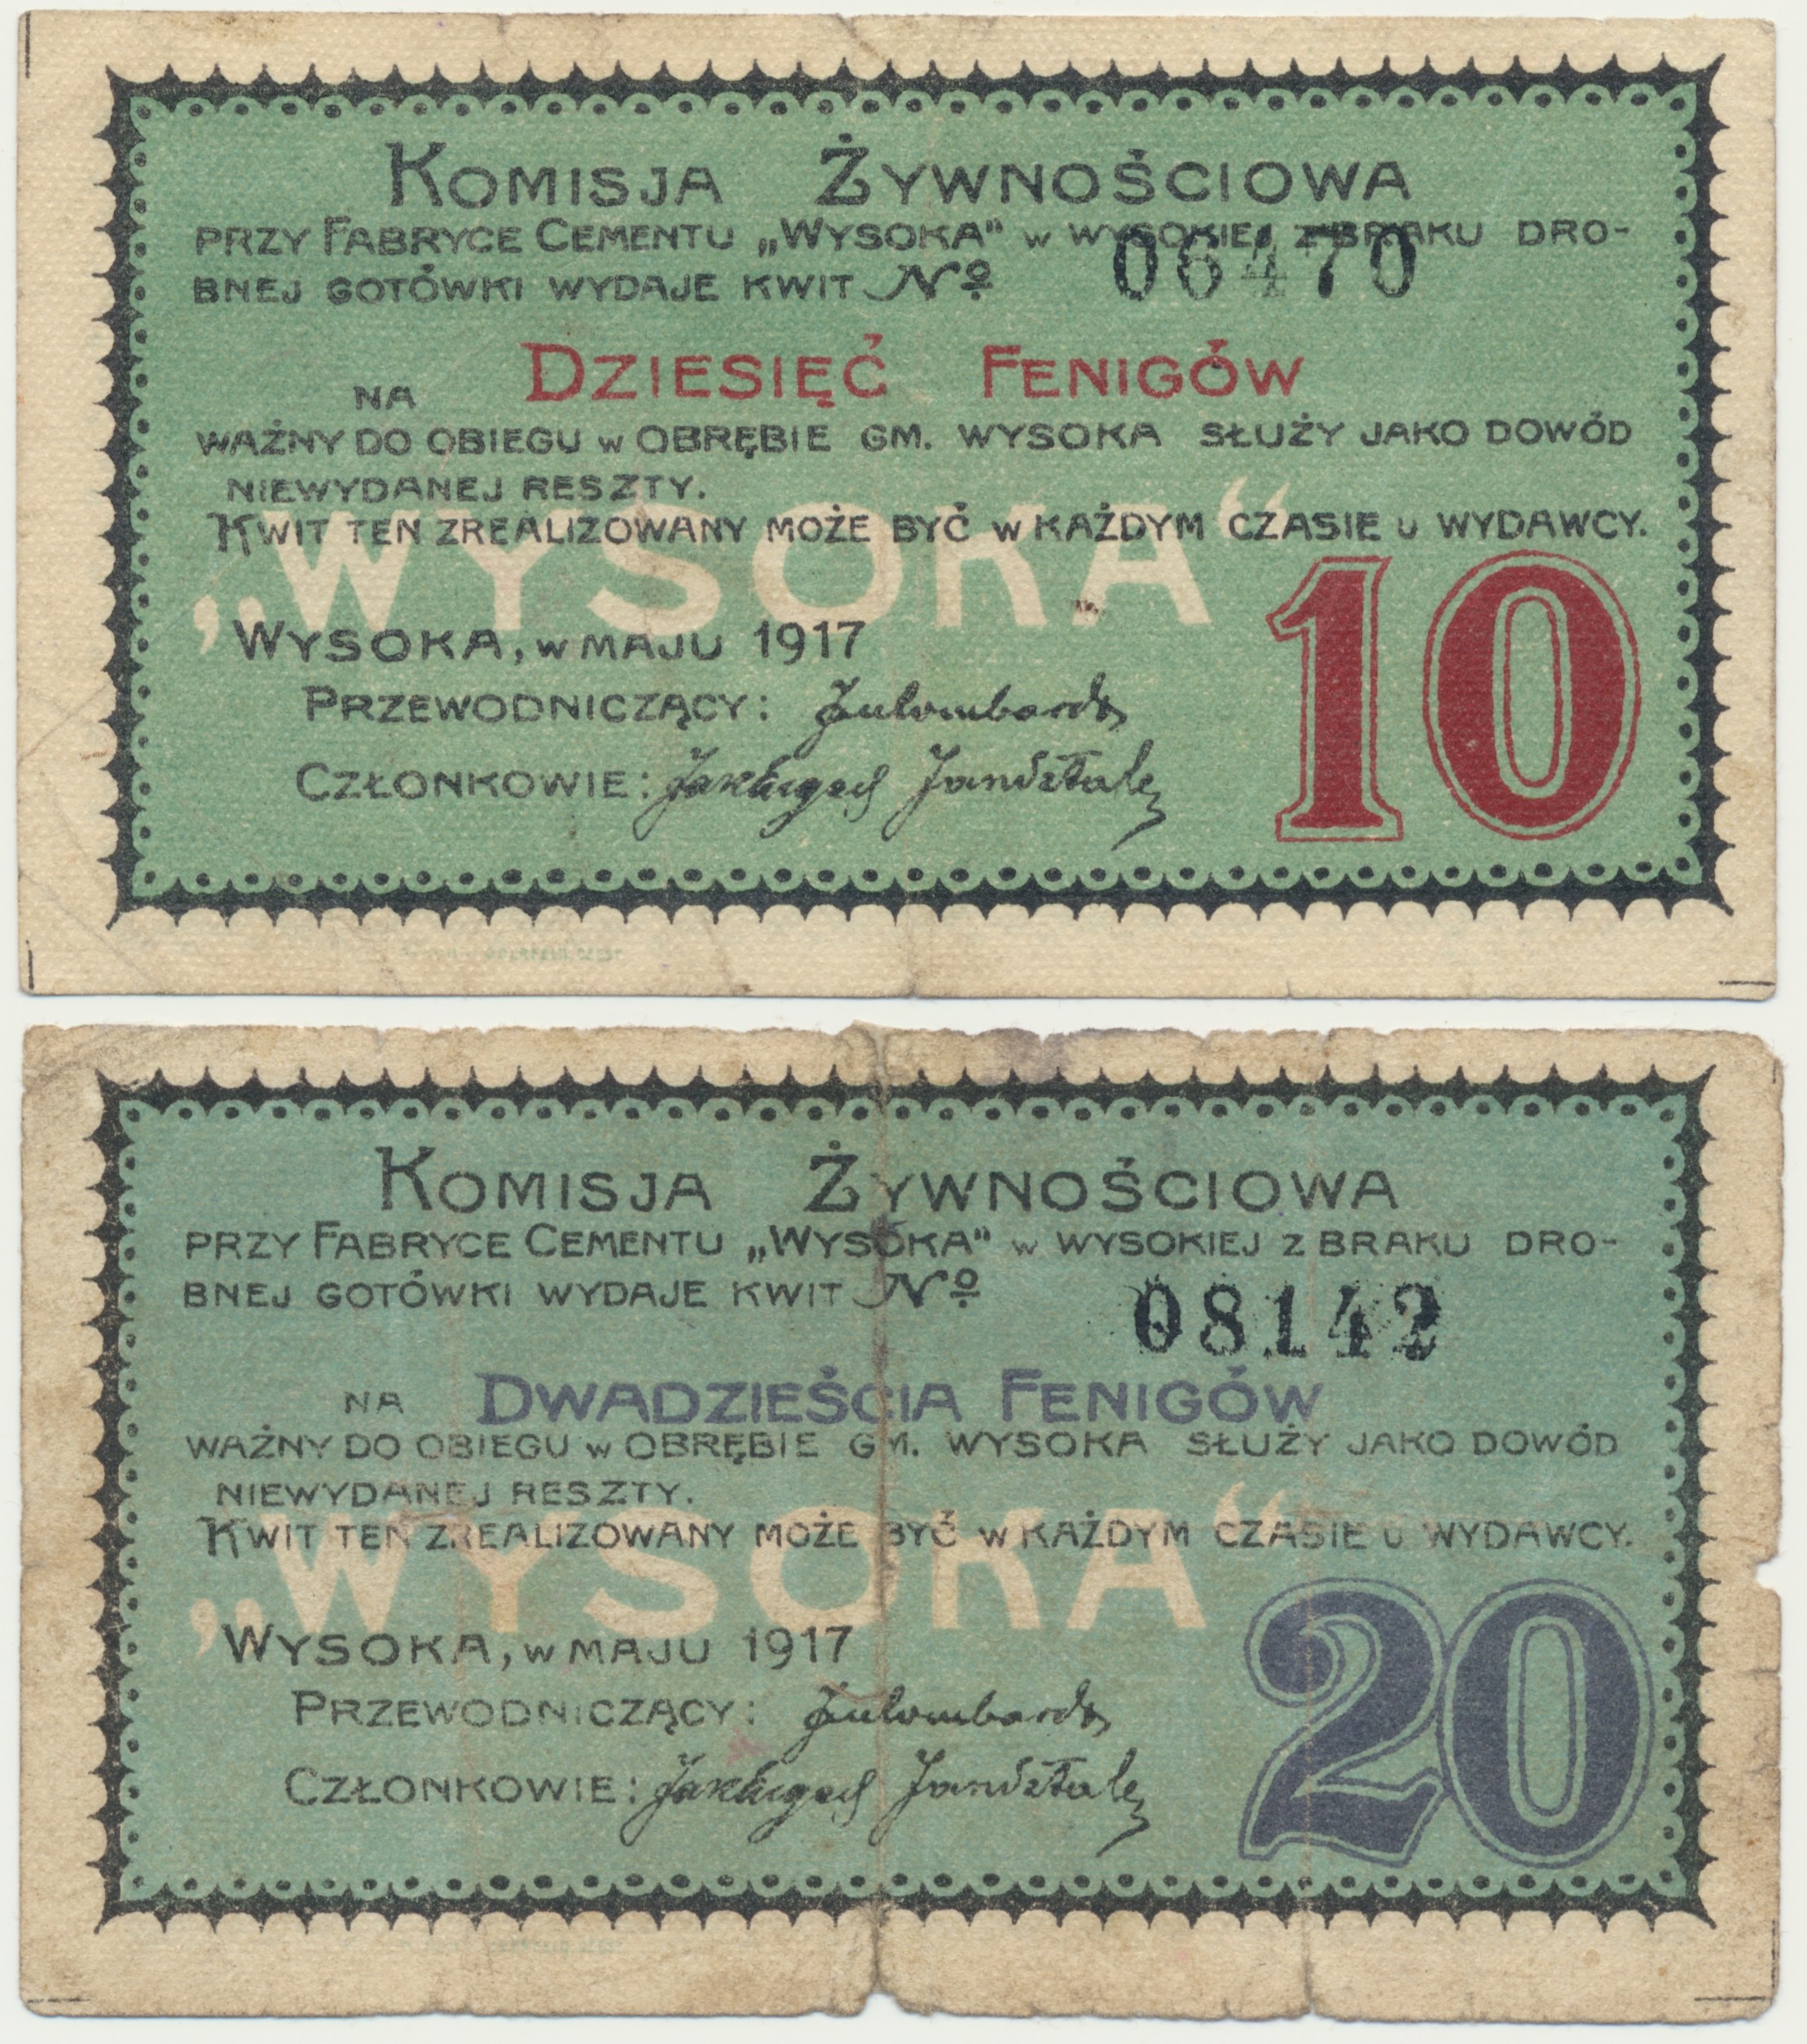 KOMISJA ŻYWNOŚCIOWA
PRZY FABRYCE CEMENTU „WYSOKA" W WYSOKIEJ Z BRAKU DRO-
BNEJ GOTÓWKI WYDAJE KWIT Nº 06470
NA DZIESIĘĆ FENIGÓW
WAŻNY DO OBIEGU W OBRĘBIE GM. WYSOKA SŁUŻY JAKO DOWÓD
NIEWYDANEJ RESZTY.
KWIT TEN ZREALIZOWANY MOŻE BYĆ W KAŻDYM CZASIE U WYDAWCY.
„WYSOKA"
WYSOKA, W MAJU 1917
10
PRZEWODNICZĄCY:
CZŁONKOWIE:
KOMISJA ŻYWNOŚCIOWA
PRZY FABRYCE CEMENTU „WYSOKA" W WYSOKIEJ Z BRAKU DRO-
BNEJ GOTÓWKI WYDAJE KWIT Nº 08142
NA DWADZIEŚCIA FENIGÓW
WAŻNY DO OBIEGU W OBRĘBIE GM. WYSOKA SŁUŻY JAKO DOWÓD
NIEWYDANEJ RESZTY.
KWIT TEN ZREALIZOWANY MOŻE BYĆ W KAŻDYM CZASIE U WYDAWCY.
„WYSOKA"
WYSOKA, W MAJU 1917
20
PRZEWODNICZĄCY:
CZŁONKOWIE: